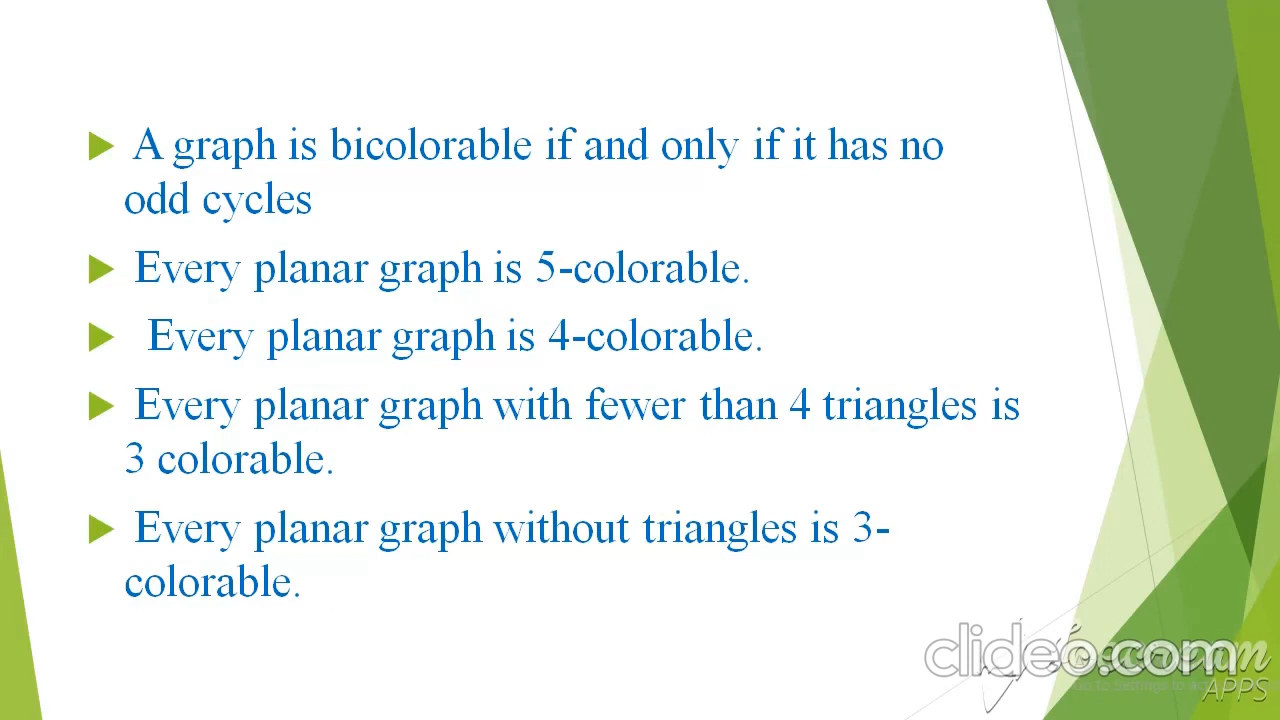 A graph is bicolorable if and only if it has no
odd cycles
Every planar graph is 5-colorable.
Every planar graph is 4-colorable.
Every planar graph with fewer than 4 triangles is
3 colorable.
Every planar graph without triangles is 3-
colorable.
clideo.com
APPS